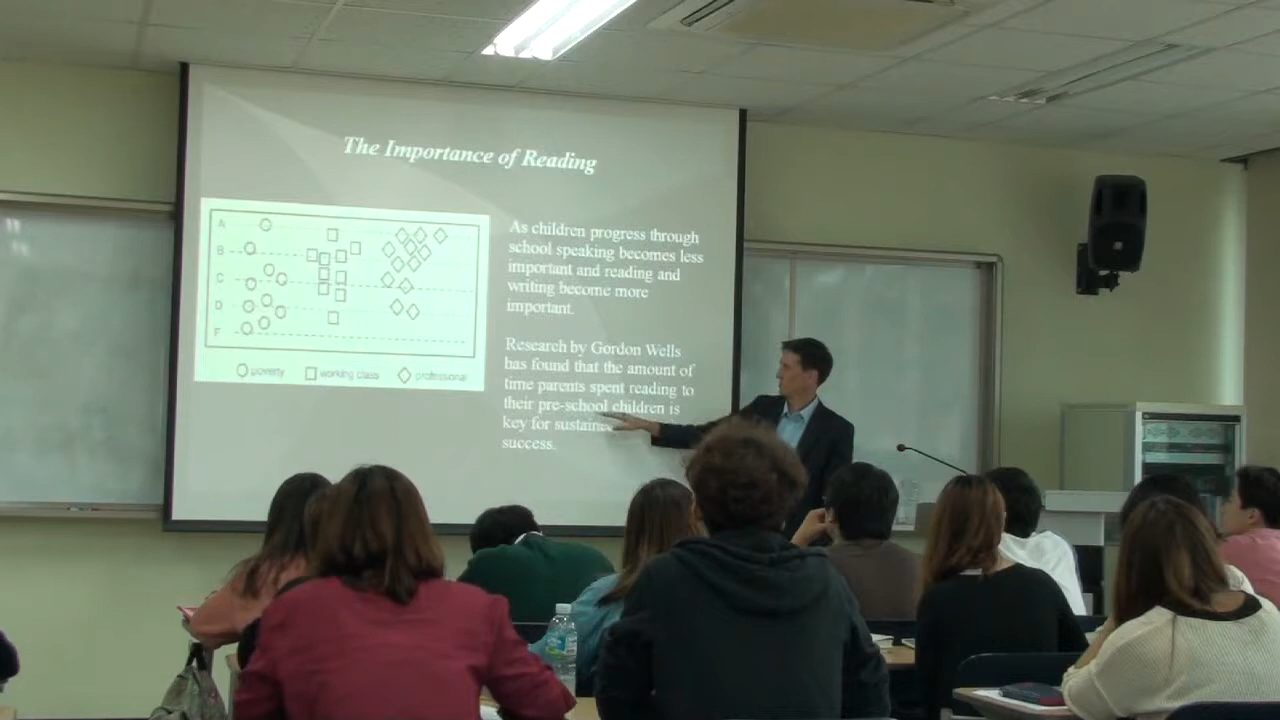 The Importance of Reading
A
B
C
D
F
poverty working class professional
As children progress through
school speaking becomes less
important and reading and
writing become more
important.
Research by Gordon Wells
has found that the amount of
time parents spent reading to
their pre-school children is
key for sustained
success.